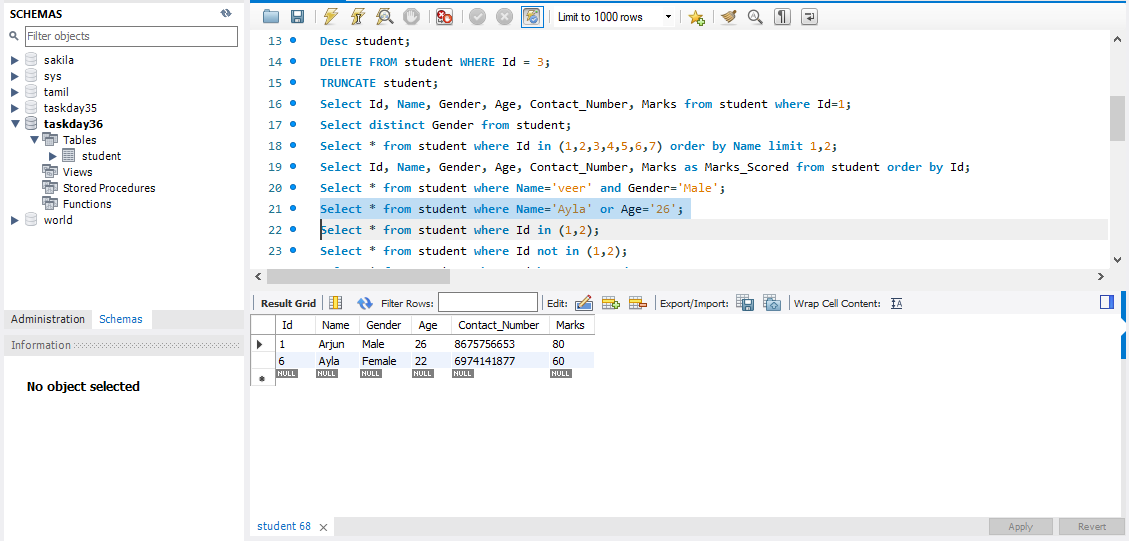 SCHEMAS
Filter objects
sakila
sys
tamil
taskday35
taskday36
Tables
student
Views
Stored Procedures
Functions
world
Administration Schemas
Information
No object selected
Limit to 1000 rows
13 Desc student;
14 DELETE FROM student WHERE Id = 3;
15 TRUNCATE student;
16 Select Id, Name, Gender, Age, Contact_Number, Marks from student where Id=1;
17 Select distinct Gender from student;
18 Select * from student where Id in (1,2,3,4,5,6,7) order by Name limit 1,2;
19 Select Id, Name, Gender, Age, Contact_Number, Marks as Marks_Scored from student order by Id;
20 Select * from student where Name='veer' and Gender='Male';
21 Select * from student where Name='Ayla' or Age='26';
22 Select * from student where Id in (1,2);
23 Select * from student where Id not in (1,2);
Result Grid Filter Rows: Edit: Export/Import: Wrap Cell Content:
Id Name Gender Age Contact_Number Marks
1 Arjun Male 26 8675756653 80
6 Ayla Female 22 6974141877 60
NULL NULL NULL NULL NULL NULL
student 68
Apply Revert